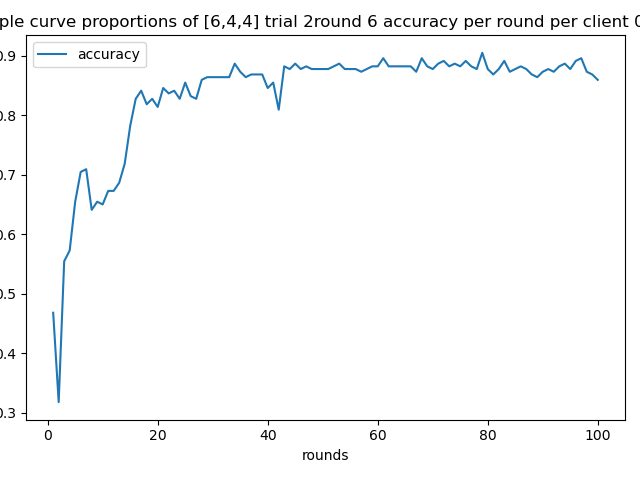 ple curve proportions of [6,4,4] trial 2round 6 accuracy per round per client 0
accuracy
0.9
0.8
0.7
0.6
0.5
0.4
0.3
0 20 40 60 80 100
rounds